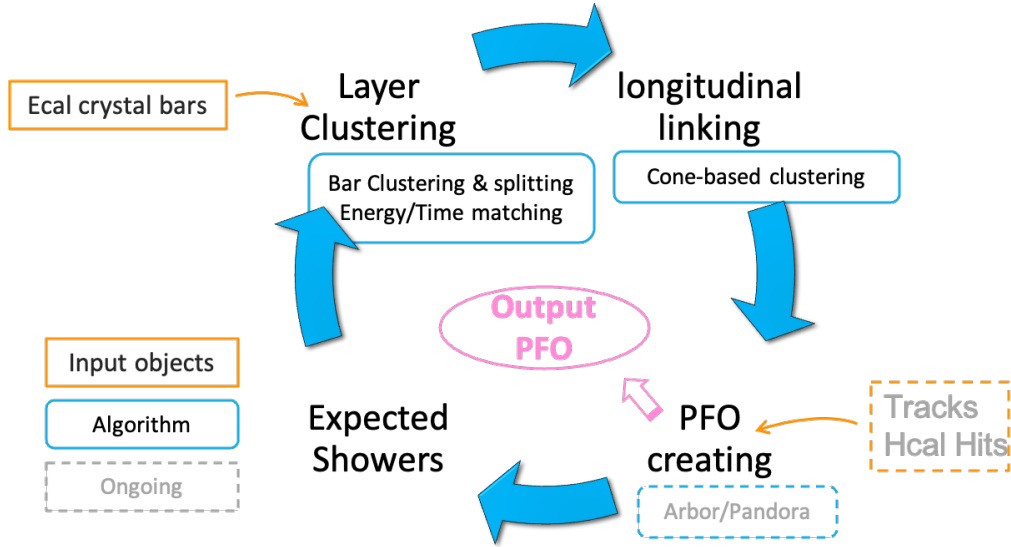 Layer
Clustering
longitudinal
linking
Ecal crystal bars
Bar Clustering & splitting
Energy/Time matching
Cone-based clustering
Output
PFO
Input objects
Algorithm
Ongoing
Expected
Showers
PFO
creating
Tracks
Hcal Hits
Arbor/Pandora